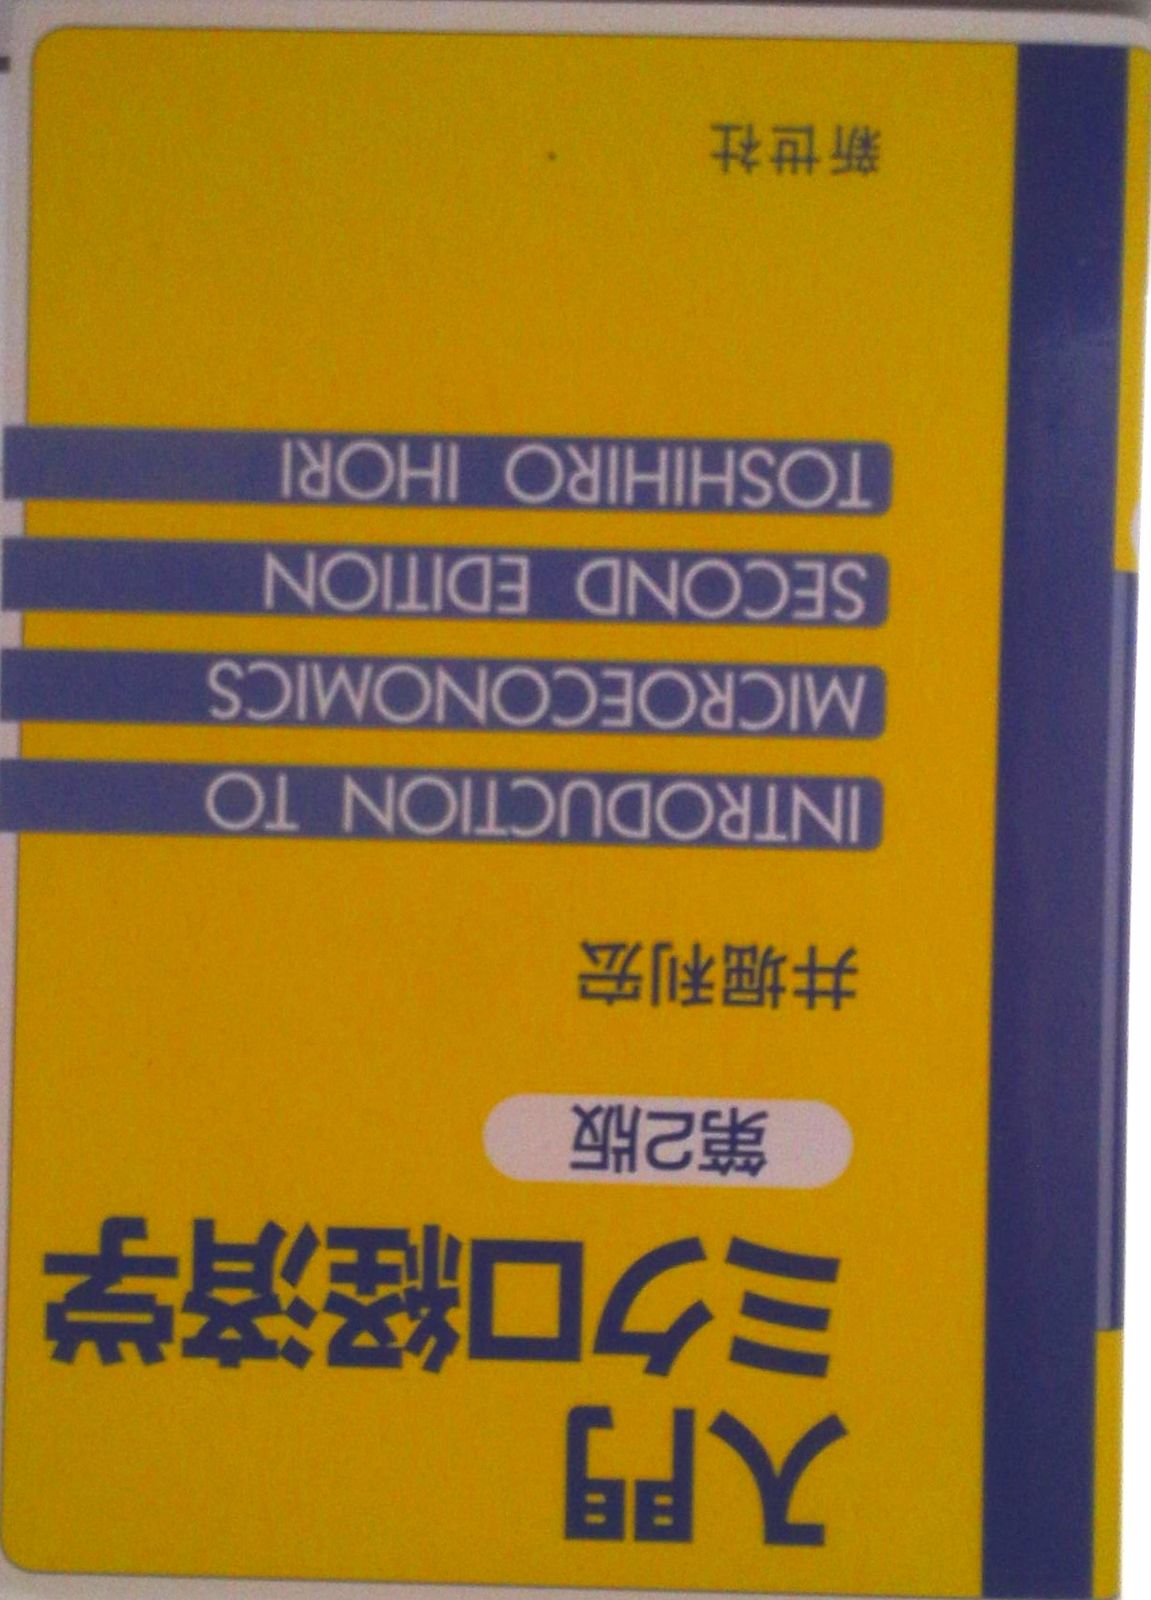 入門
ミクロ経済学
第2版
井堀利宏
INTRODUCTION TO
MICROECONOMICS
SECOND EDITION
TOSHIHIRO IHORI
新世社